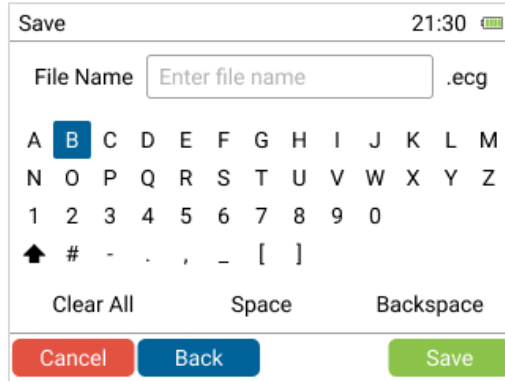 Save 21:30
File Name Enter file name .ecg
A B C D E F G H I J K L M
N O P Q R S T U V W X Y Z
1 2 3 4 5 6 7 8 9 0
# - . , _ [ ]
Clear All Space Backspace
Cancel Back Save